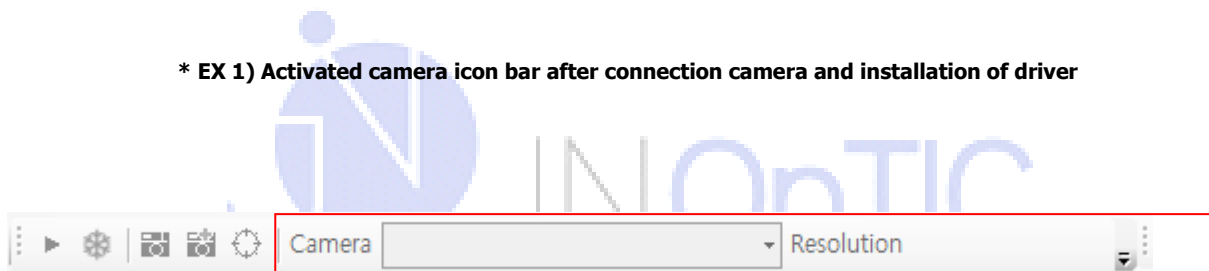 * EX 1) Activated camera icon bar after connection camera and installation of driver
INOpTIC
Camera Resolution